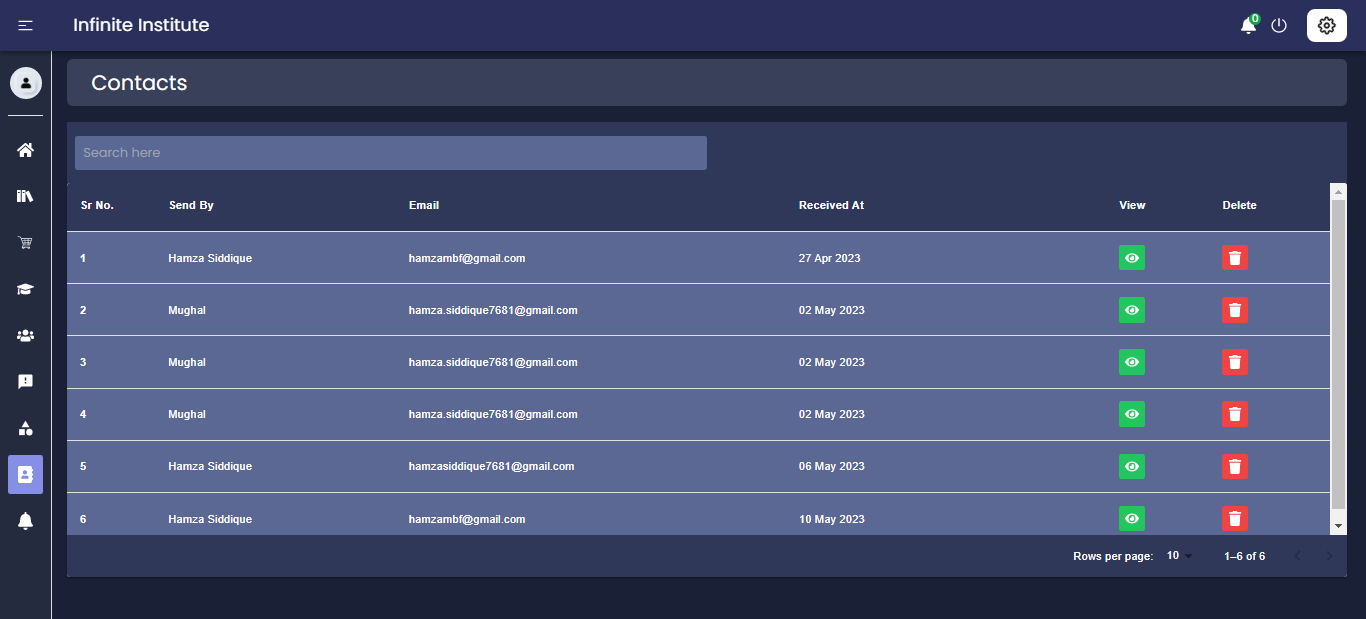 Infinite Institute
0
Contacts
Search here
Sr No. Send By Email Received At View Delete
1 Hamza Siddique hamzambf@gmail.com 27 Apr 2023
2 Mughal hamza.siddique7681@gmail.com 02 May 2023
3 Mughal hamza.siddique7681@gmail.com 02 May 2023
4 Mughal hamza.siddique7681@gmail.com 02 May 2023
5 Hamza Siddique hamzasiddique7681@gmail.com 06 May 2023
6 Hamza Siddique hamzambf@gmail.com 10 May 2023
Rows per page: 10 1–6 of 6